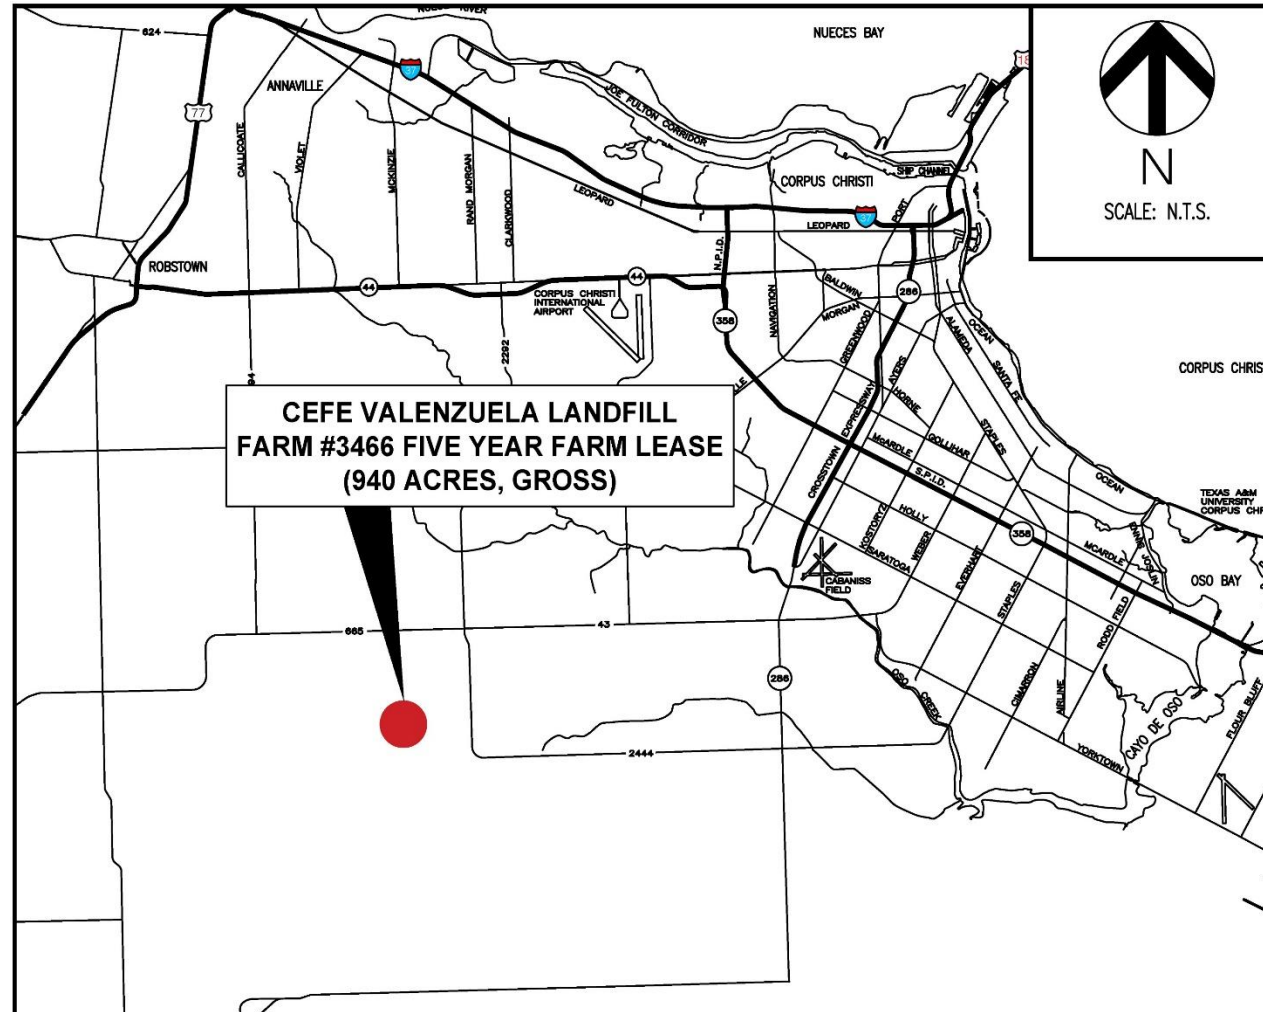 NUECES RIVER
NUECES BAY
624
ANNAVILLE
37
77
JOE FULTON CORRIDOR
CALLICOATE
VIOLET
MCKINZIE
RAND MORGAN
CLARKWOOD
LEOPARD
CORPUS CHRISTI
SHIP CHANNEL
PORT
37
LEOPARD
N
SCALE: N.T.S.
ROBSTOWN
44
44
CORPUS CHRISTI
INTERNATIONAL
AIRPORT
N.P.I.D.
358
NAVIGATION
BALDWIN
MORGAN
GREENWOOD
286
ALAMEDA
OCEAN
SANTA FE
2292
AYERS
HORNE
CORPUS CHRIS
CEFE VALENZUELA LANDFILL
FARM #3466 FIVE YEAR FARM LEASE
(940 ACRES, GROSS)
CROSSTOWN EXPRESSWAY
McARDLE
GOLLIHAR
STAPLES
S.P.I.D.
OCEAN
TEXAS A&M
UNIVERSITY
CORPUS CHR
KOSTORYZ
SARATOGA
WEBER
HOLLY
EVERHART
STAPLES
358
MCARDLE
ENNIS JOSLIN
OSO BAY
CABANISS
FIELD
RODD FIELD
665
43
286
OSO CREEK
CIMARRON
AIRLINE
CAYO DE OSO
FLOUR BLUFF
2444
YORKTOWN